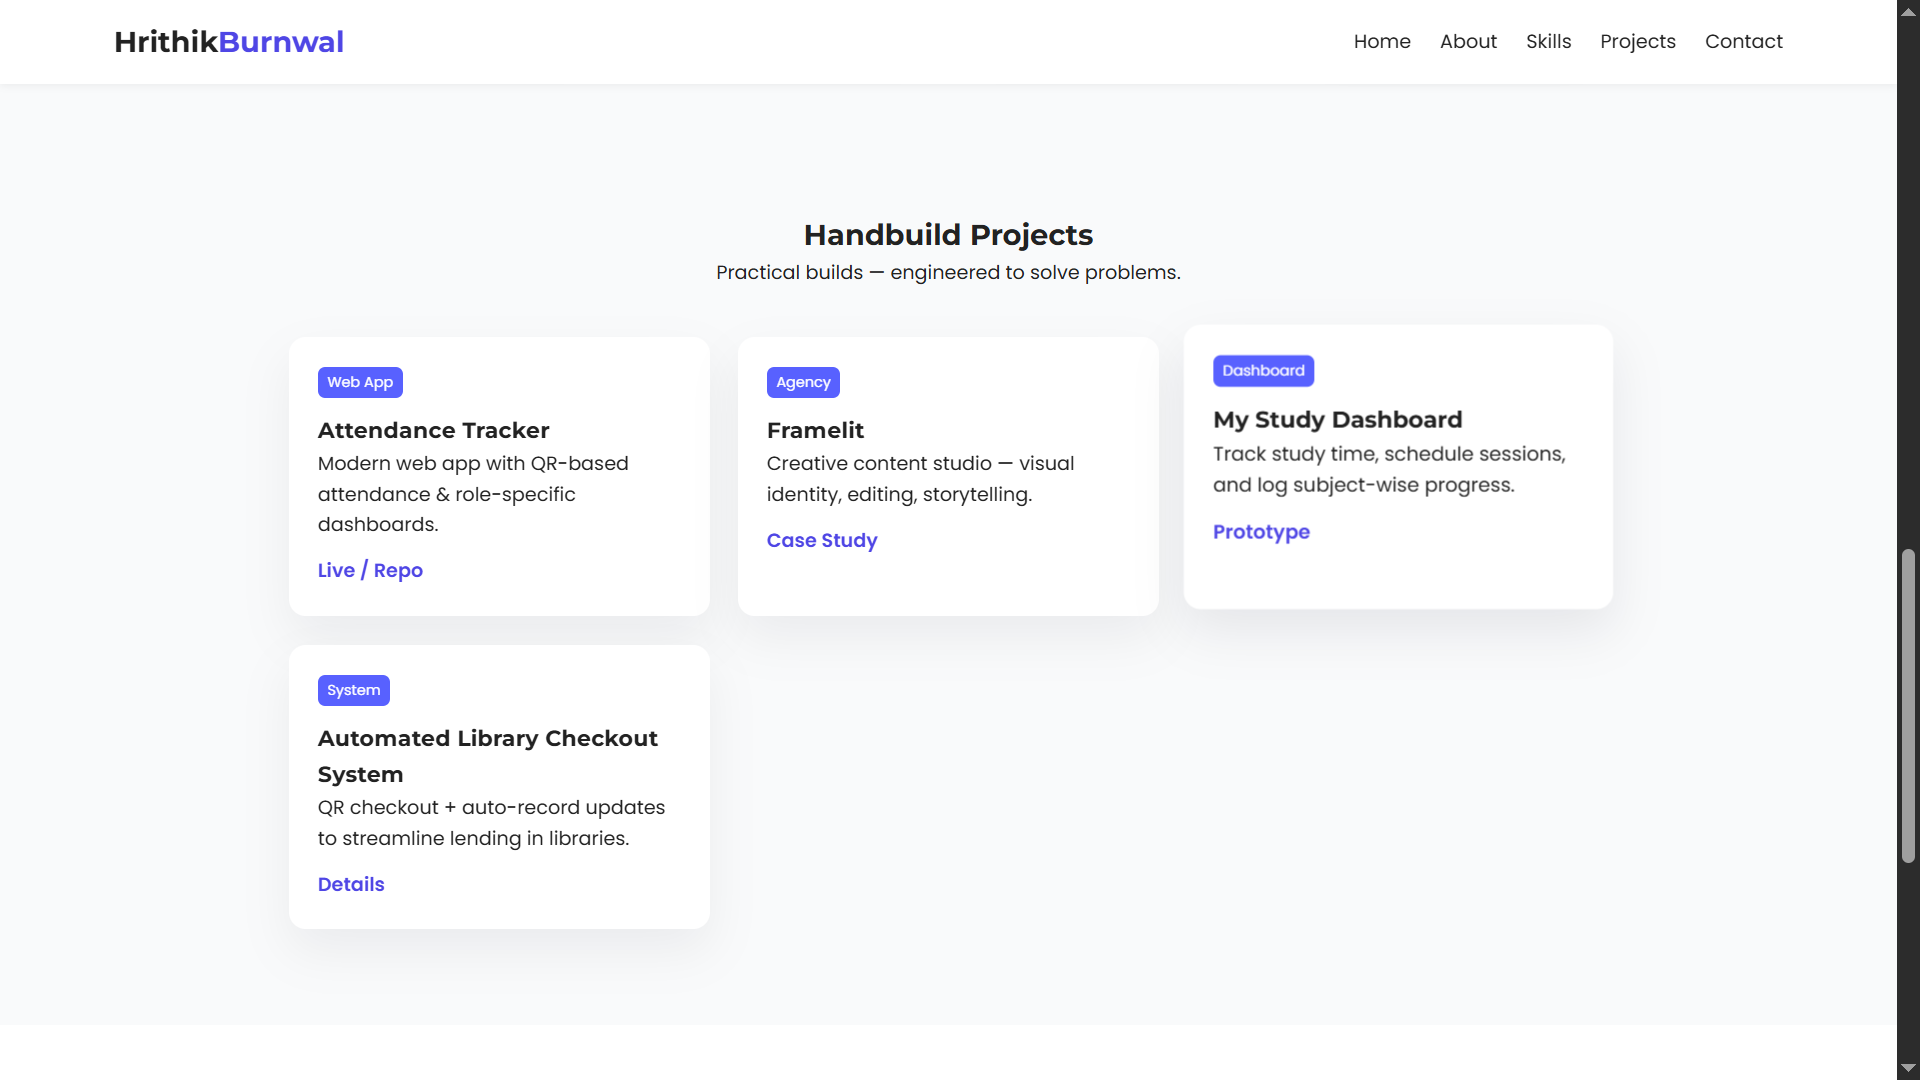 HrithikBurnwal
Home About Skills Projects Contact
Handbuild Projects
Practical builds — engineered to solve problems.
Web App
Attendance Tracker
Modern web app with QR-based
attendance & role-specific
dashboards.
Live / Repo
Agency
Framelit
Creative content studio — visual
identity, editing, storytelling.
Case Study
Dashboard
My Study Dashboard
Track study time, schedule sessions,
and log subject-wise progress.
Prototype
System
Automated Library Checkout
System
QR checkout + auto-record updates
to streamline lending in libraries.
Details